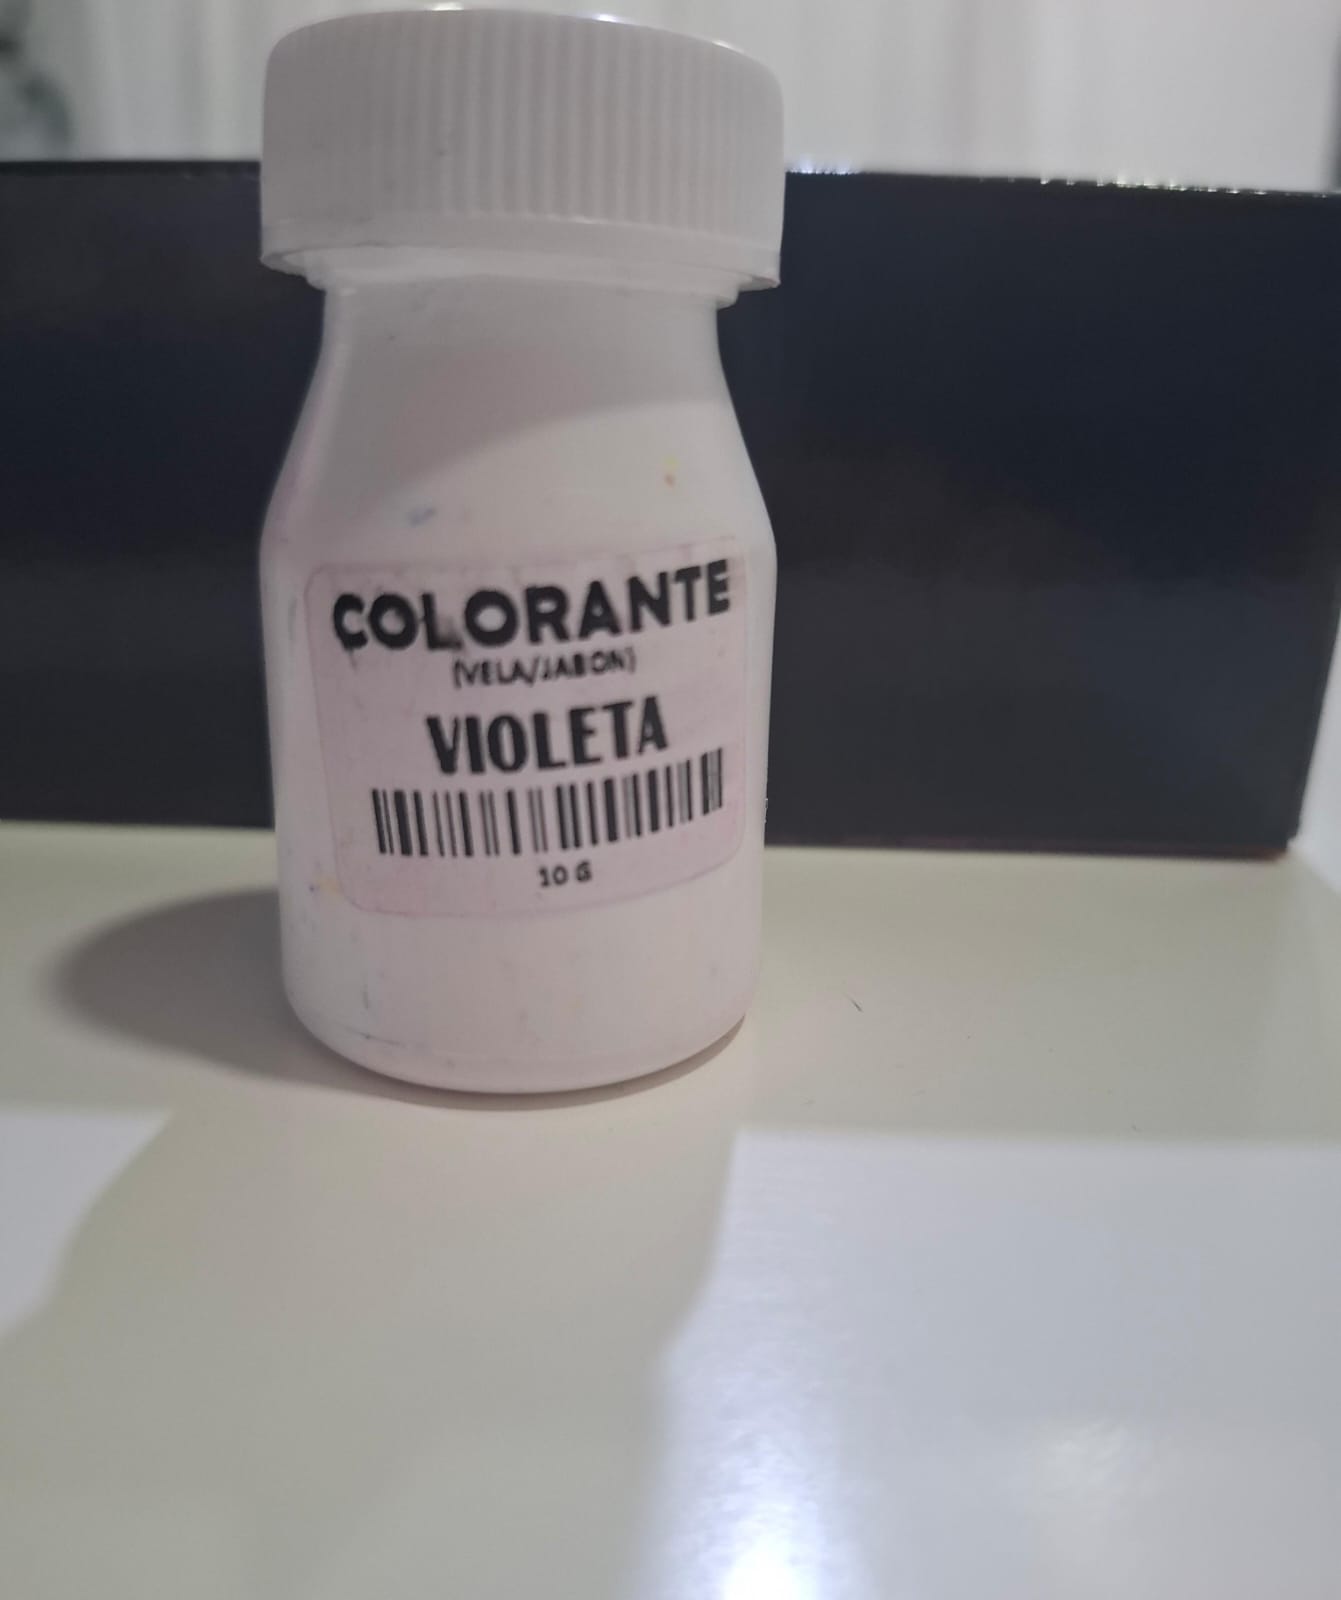 COLORANTE
(VELA/JABON)
VIOLETA
10 G